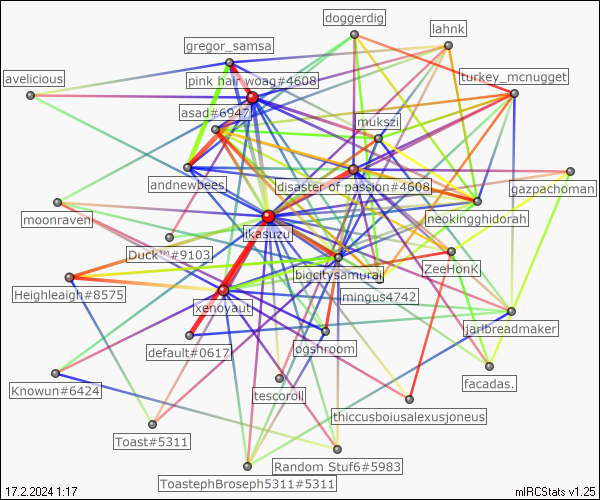 doggerdig
lahnk
gregor_samsa
avelicious
pink hair woag#4608
turkey_mcnugget
asad#6947
mukszi
andnewbees
disaster of passion#4608
gazpachoman
moonraven
neokingghidorah
ikasuzu
Duck™#9103
bigcitysamurai
ZeeHonK
Heighleaigh#8575
mingus4742
xenoyaut
jarlbreadmaker
default#0617
ogshroom
Knowun#6424
tescoroll
facadas.
thiccusboiusalexusjoneus
Toast#5311
Random Stuf6#5983
ToastephBroseph5311#5311
17.2.2024 1:17
mIRCStats v1.25